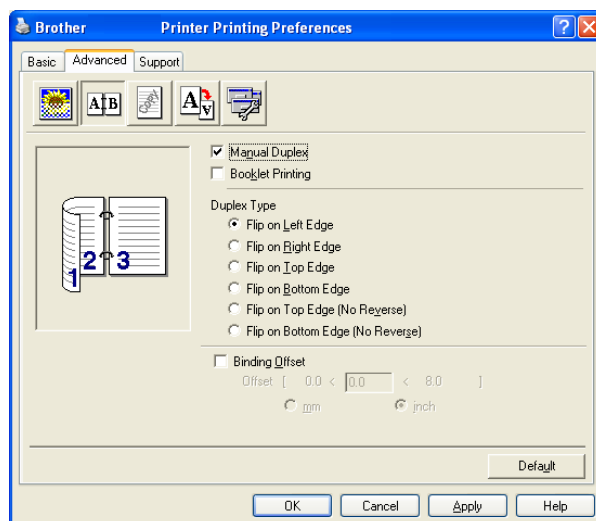 Brother Printer Printing Preferences
Basic Advanced Support
A B
A A
Manual Duplex
Booklet Printing
Duplex Type
Flip on Left Edge
Flip on Right Edge
Flip on Top Edge
Flip on Bottom Edge
Flip on Top Edge (No Reverse)
Flip on Bottom Edge (No Reverse)
1 2 3
Binding Offset
Offset [ 0.0 < 0.0 < 8.0 ]
mm inch
Default
OK Cancel Apply Help